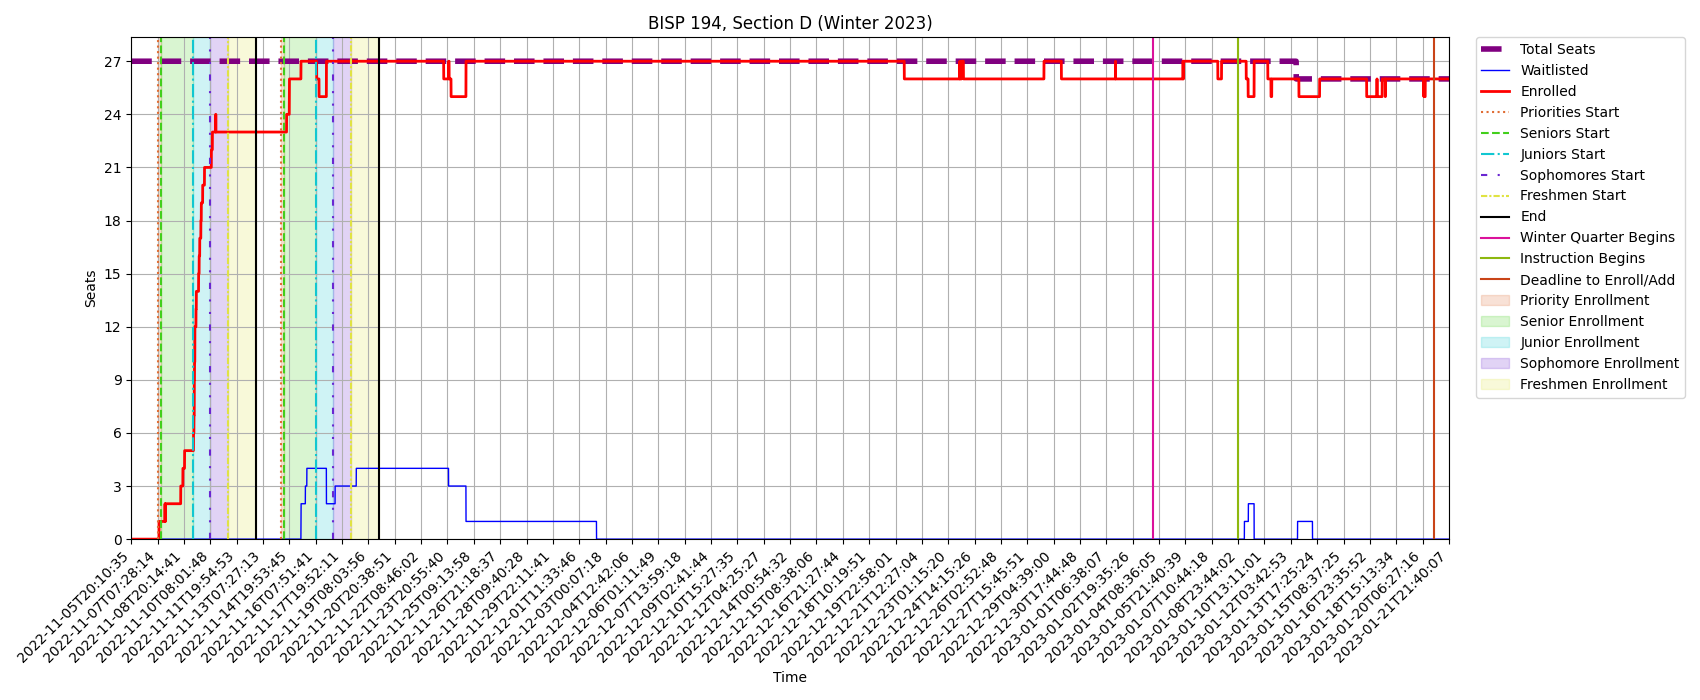 BISP 194, Section D (Winter 2023)
Seats
27
24
21
18
15
12
9
6
3
0
2022-11-05T20:10:35
2022-11-07T07:28:14
2022-11-08T20:14:41
2022-11-10T08:01:48
2022-11-11T19:54:53
2022-11-13T07:27:13
2022-11-14T19:53:45
2022-11-16T07:51:41
2022-11-17T19:52:11
2022-11-19T08:03:56
2022-11-20T20:38:51
2022-11-22T08:46:02
2022-11-23T20:55:40
2022-11-25T09:13:58
2022-11-26T21:18:37
2022-11-28T09:40:28
2022-11-29T22:11:41
2022-12-01T11:33:46
2022-12-03T00:07:18
2022-12-04T12:42:06
2022-12-06T01:11:49
2022-12-07T13:59:18
2022-12-09T02:41:44
2022-12-10T15:27:35
2022-12-12T04:25:27
2022-12-14T00:54:32
2022-12-15T08:38:06
2022-12-16T21:27:44
2022-12-18T10:19:51
2022-12-19T22:58:01
2022-12-21T12:27:04
2022-12-23T01:15:20
2022-12-24T14:15:26
2022-12-26T02:52:48
2022-12-27T15:45:51
2022-12-29T04:39:00
2022-12-30T17:44:48
2023-01-01T06:38:07
2023-01-02T19:35:26
2023-01-04T08:36:05
2023-01-05T21:40:39
2023-01-07T10:44:18
2023-01-08T23:44:02
2023-01-10T13:11:01
2023-01-12T03:42:53
2023-01-13T17:25:24
2023-01-15T08:37:25
2023-01-16T23:35:52
2023-01-18T15:13:34
2023-01-20T06:27:16
2023-01-21T21:40:07
Time
Total Seats
Waitlisted
Enrolled
Priorities Start
Seniors Start
Juniors Start
Sophomores Start
Freshmen Start
End
Winter Quarter Begins
Instruction Begins
Deadline to Enroll/Add
Priority Enrollment
Senior Enrollment
Junior Enrollment
Sophomore Enrollment
Freshmen Enrollment